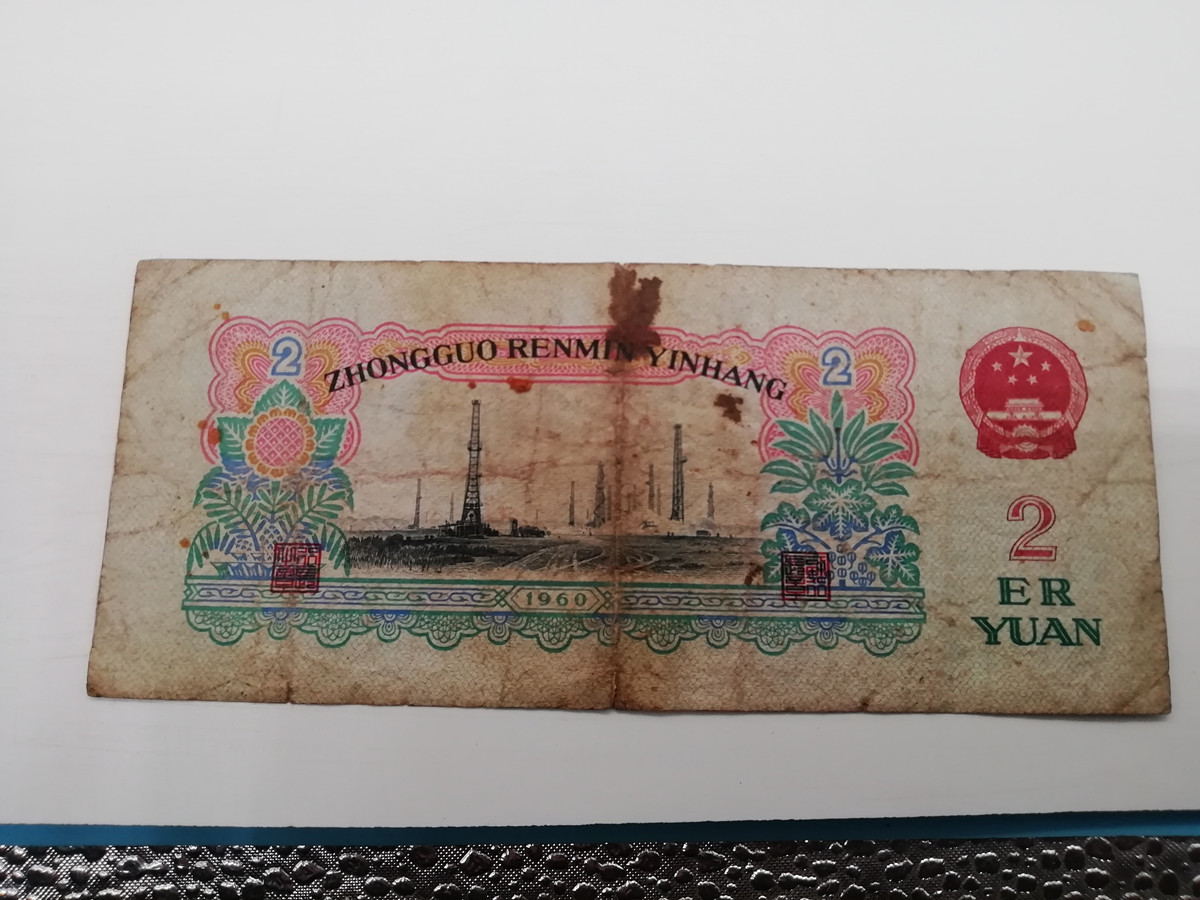 2
2
ZHONGGUO RENMIN YINHANG
2
ER
YUAN
1960